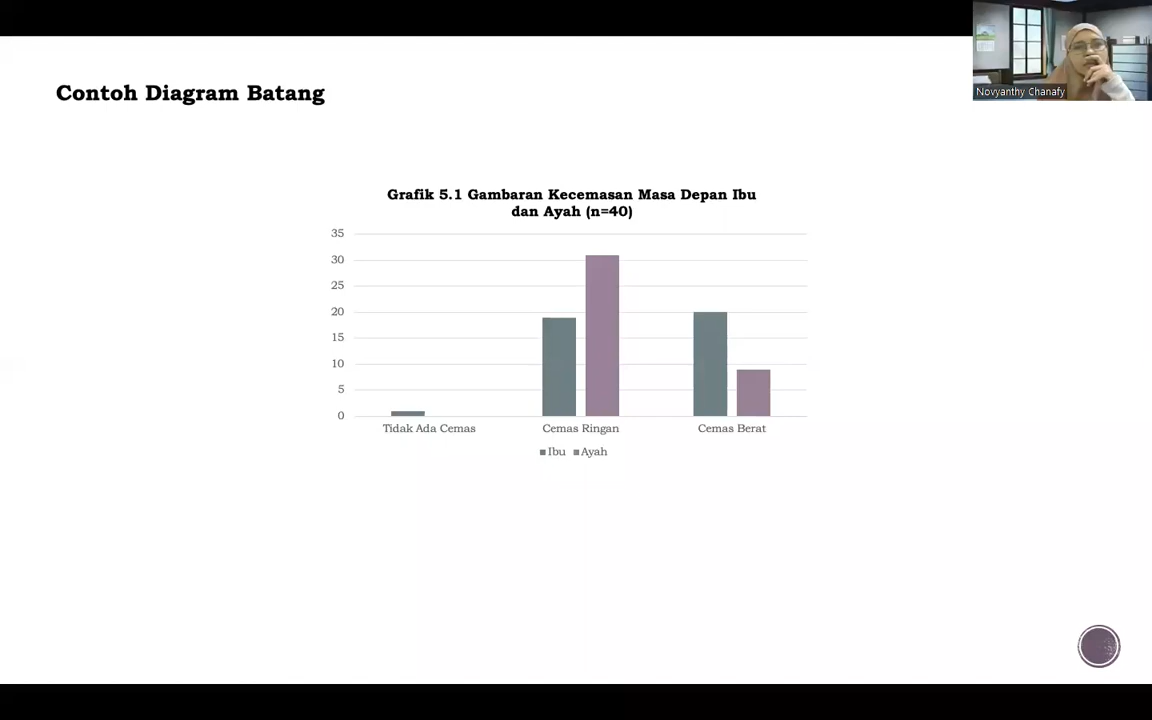 Contoh Diagram Batang
Novyanthy Chanafy
Grafik 5.1 Gambaran Kecemasan Masa Depan Ibu
dan Ayah (n=40)
35
30
25
20
15
10
5
0
Tidak Ada Cemas Cemas Ringan Cemas Berat
Ibu Ayah